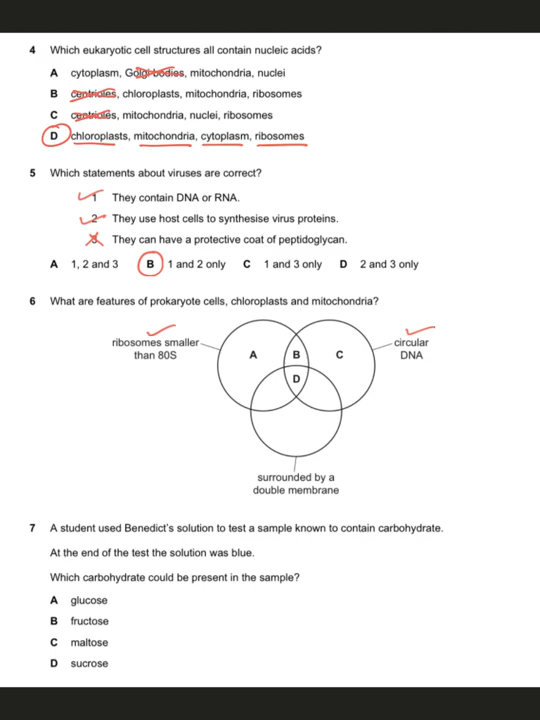 4 Which eukaryotic cell structures all contain nucleic acids?
A cytoplasm, Golgi bodies, mitochondria, nuclei
B centrioles, chloroplasts, mitochondria, ribosomes
C centrioles, mitochondria, nuclei, ribosomes
D chloroplasts, mitochondria, cytoplasm, ribosomes
5 Which statements about viruses are correct?
1 They contain DNA or RNA.
2 They use host cells to synthesise virus proteins.
3 They can have a protective coat of peptidoglycan.
A 1, 2 and 3 B 1 and 2 only C 1 and 3 only D 2 and 3 only
6 What are features of prokaryote cells, chloroplasts and mitochondria?
ribosomes smaller
than 80S
A B C
circular
DNA
D
surrounded by a
double membrane
7 A student used Benedict's solution to test a sample known to contain carbohydrate.
At the end of the test the solution was blue.
Which carbohydrate could be present in the sample?
A glucose
B fructose
C maltose
D sucrose